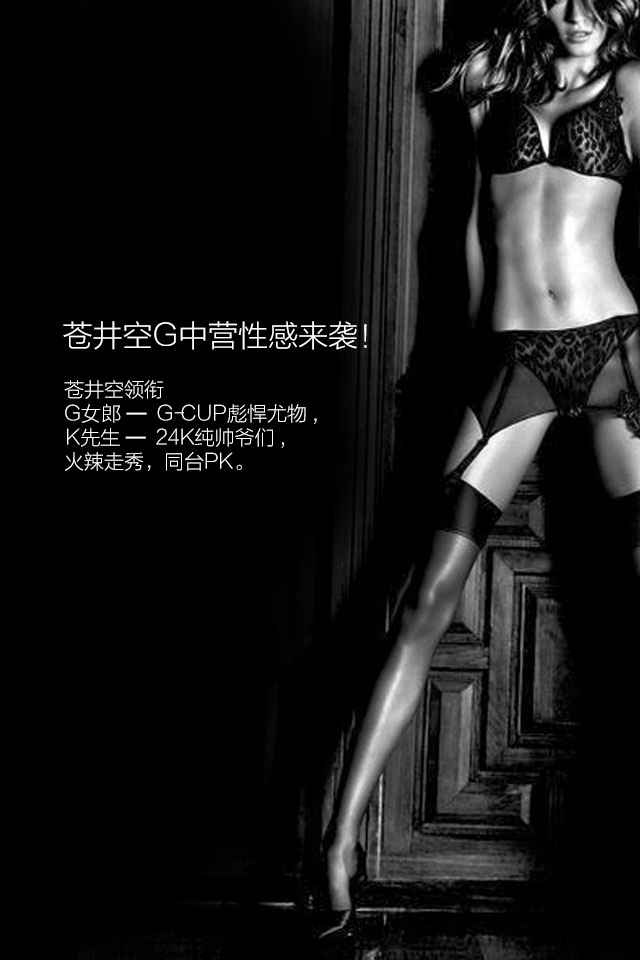 苍井空G中营性感来袭！
苍井空领衔
G女郎 — G-CUP彪悍尤物，
K先生 — 24K纯帅爷们，
火辣走秀，同台PK。